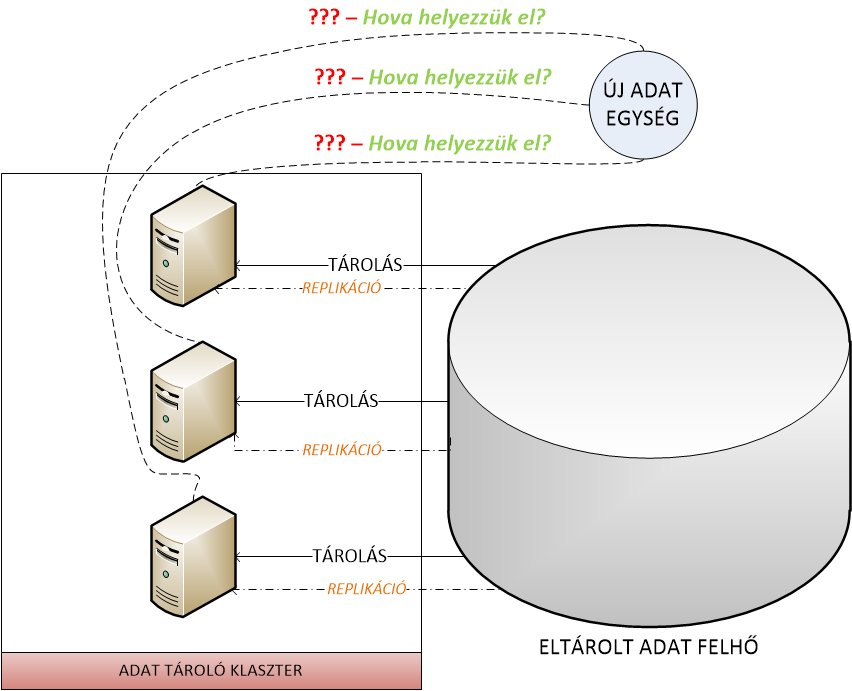 ??? – Hova helyezzük el?
??? – Hova helyezzük el?
ÚJ ADAT
EGYSÉG
??? – Hova helyezzük el?
TÁROLÁS
REPLIKÁCIÓ
TÁROLÁS
REPLIKÁCIÓ
TÁROLÁS
REPLIKÁCIÓ
ELTÁROLT ADAT FELHŐ
ADAT TÁROLÓ KLASZTER